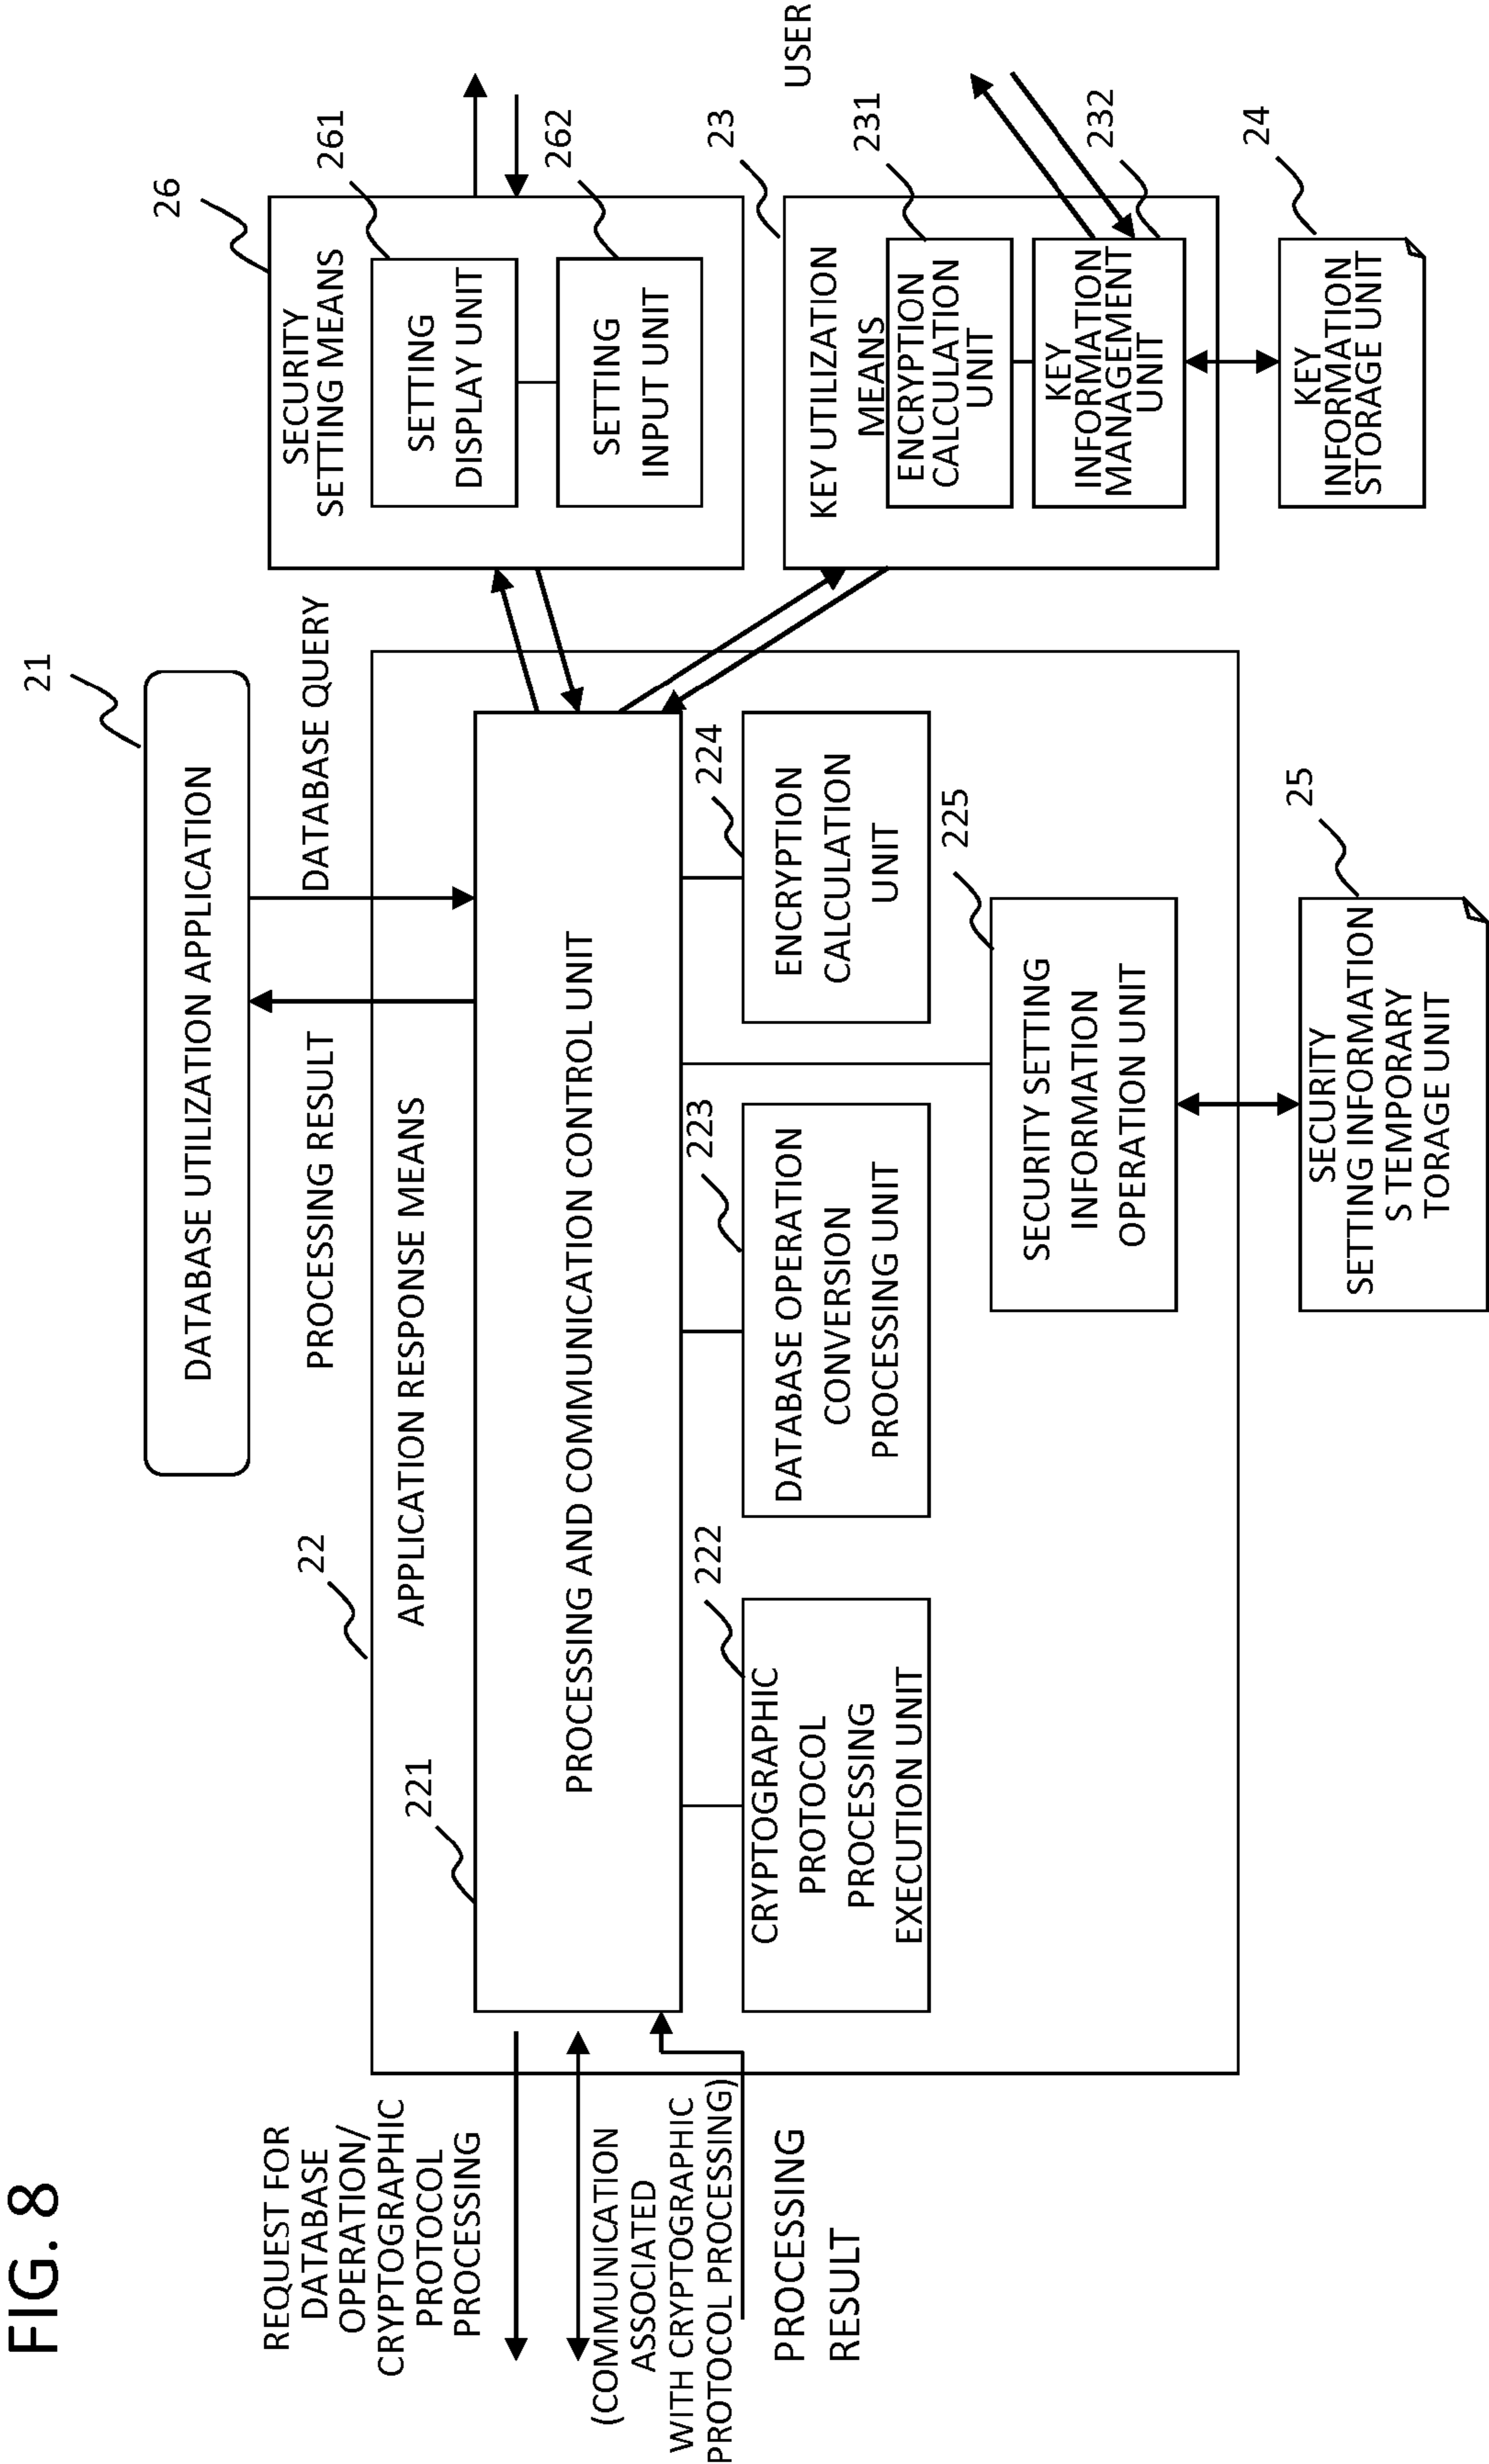 FIG. 8
21
DATABASE UTILIZATION APPLICATION
PROCESSING RESULT
DATABASE QUERY
22
APPLICATION RESPONSE MEANS
221
PROCESSING AND COMMUNICATION CONTROL UNIT
REQUEST FOR
DATABASE
OPERATION/
CRYPTOGRAPHIC
PROTOCOL
PROCESSING
(COMMUNICATION
ASSOCIATED
WITH CRYPTOGRAPHIC
PROTOCOL PROCESSING)
PROCESSING
RESULT
222
CRYPTOGRAPHIC
PROTOCOL
PROCESSING
EXECUTION UNIT
223
DATABASE OPERATION
CONVERSION
PROCESSING UNIT
224
ENCRYPTION
CALCULATION
UNIT
225
SECURITY SETTING
INFORMATION
OPERATION UNIT
25
SECURITY
SETTING INFORMATION
S TEMPORARY
TORAGE UNIT
26
SECURITY
SETTING MEANS
261
SETTING
DISPLAY UNIT
262
SETTING
INPUT UNIT
USER
23
KEY UTILIZATION
MEANS
231
ENCRYPTION
CALCULATION
UNIT
232
KEY
INFORMATION
MANAGEMENT
UNIT
24
KEY
INFORMATION
STORAGE UNIT